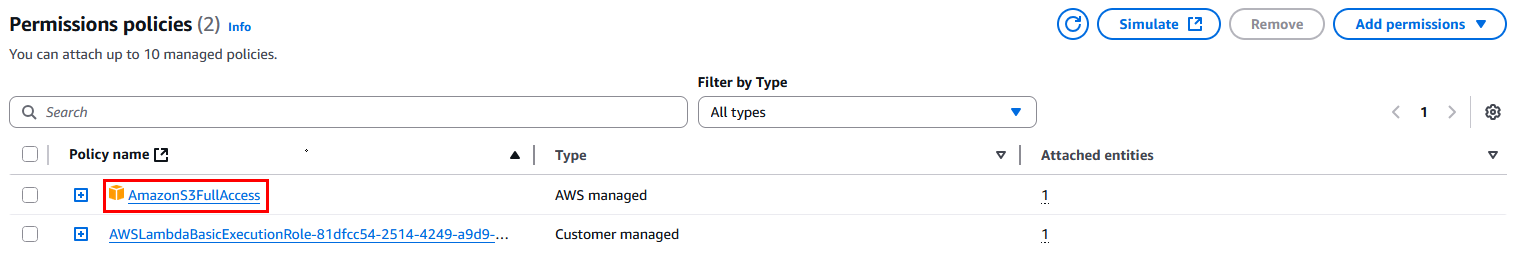 Permissions policies (2) Info
Simulate Remove Add permissions
You can attach up to 10 managed policies.
Filter by Type
Search All types 1
Policy name Type Attached entities
AmazonS3FullAccess AWS managed 1
AWSLambdaBasicExecutionRole-81dfcc54-2514-4249-a9d9-... Customer managed 1